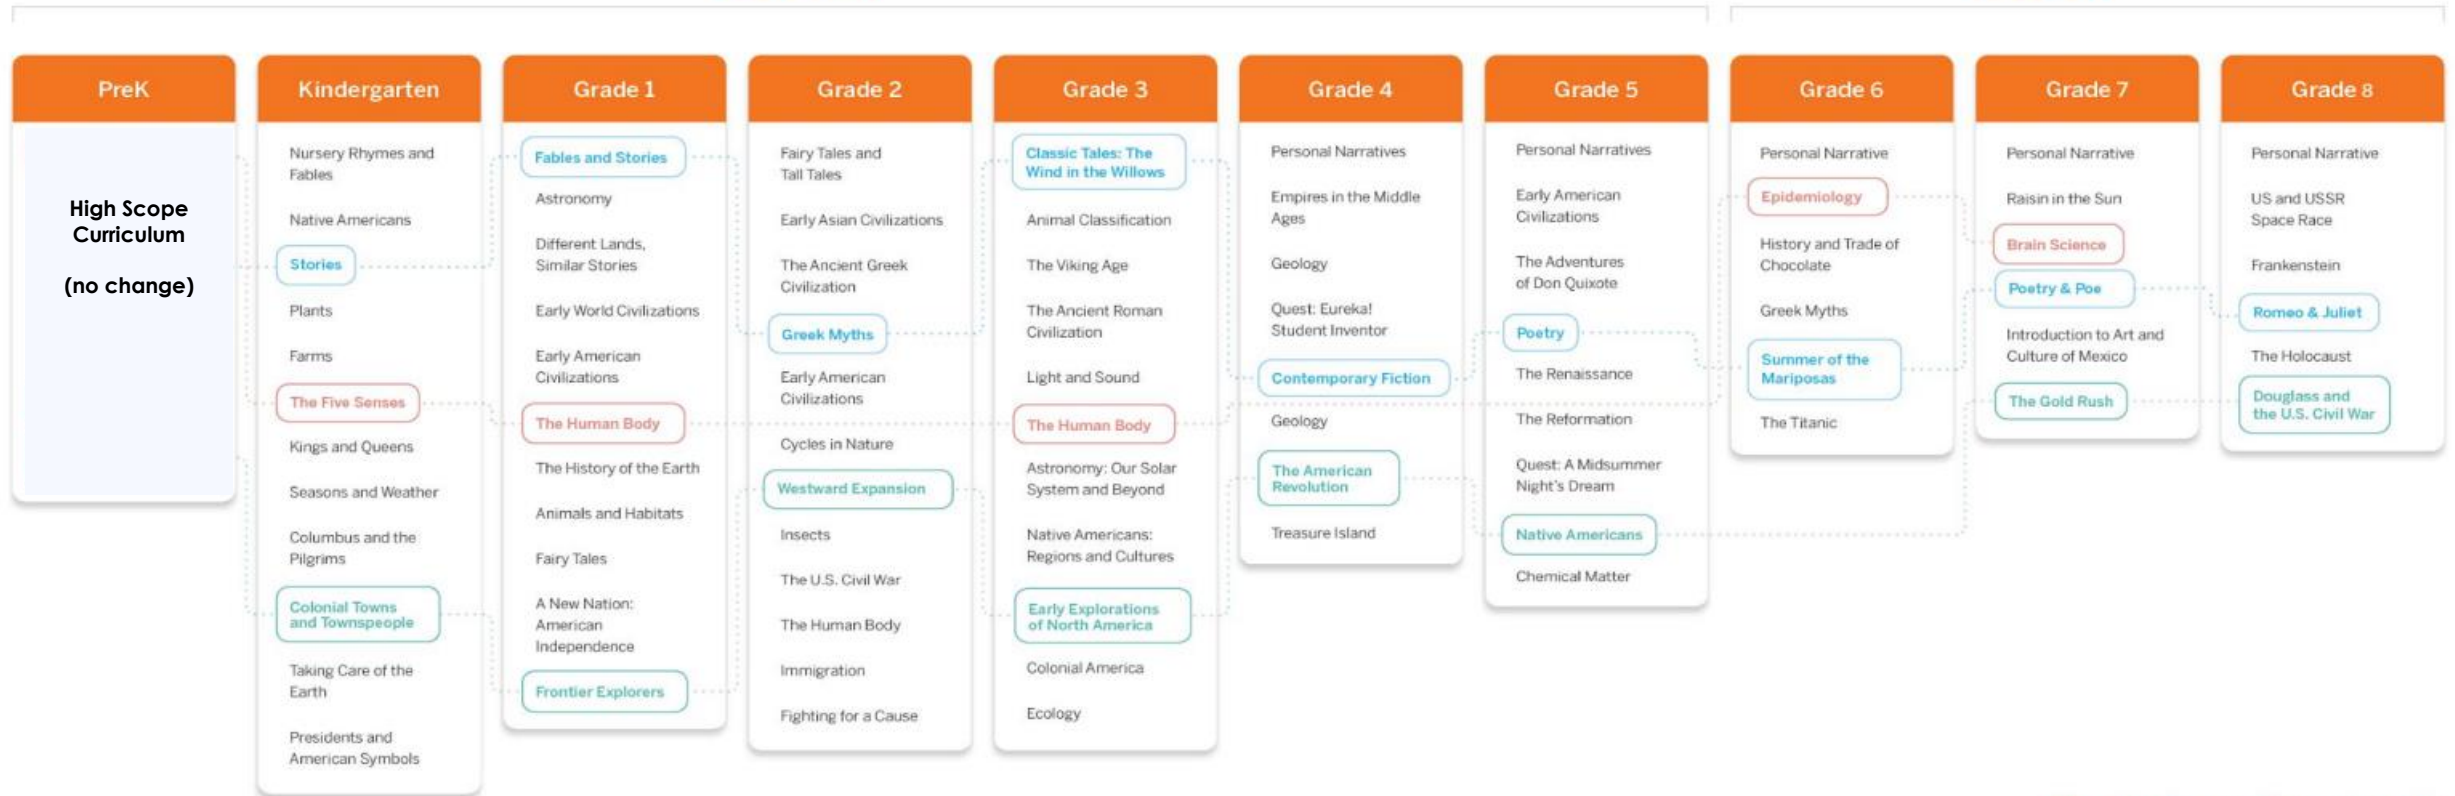 PreK
High Scope
Curriculum
(no change)
Kindergarten
Nursery Rhymes and
Fables
Native Americans
Stories
Plants
Farms
The Five Senses
Kings and Queens
Seasons and Weather
Columbus and the
Pilgrims
Colonial Towns
and Townspeople
Taking Care of the
Earth
Presidents and
American Symbols
Grade 1
Fables and Stories
Astronomy
Different Lands,
Similar Stories
Early World Civilizations
Early American
Civilizations
The Human Body
The History of the Earth
Animals and Habitats
Fairy Tales
A New Nation:
American
Independence
Frontier Explorers
Grade 2
Fairy Tales and
Tall Tales
Early Asian Civilizations
The Ancient Greek
Civilization
Greek Myths
Early American
Civilizations
Cycles in Nature
Westward Expansion
Insects
The U.S. Civil War
The Human Body
Immigration
Fighting for a Cause
Grade 3
Classic Tales: The
Wind in the Willows
Animal Classification
The Viking Age
The Ancient Roman
Civilization
Light and Sound
The Human Body
Astronomy: Our Solar
System and Beyond
Native Americans:
Regions and Cultures
Early Explorations
of North America
Colonial America
Ecology
Grade 4
Personal Narratives
Empires in the Middle
Ages
Geology
Quest: Eureka!
Student Inventor
Contemporary Fiction
Geology
The American
Revolution
Treasure Island
Grade 5
Personal Narratives
Early American
Civilizations
The Adventures
of Don Quixote
Poetry
The Renaissance
The Reformation
Quest: A Midsummer
Night's Dream
Native Americans
Chemical Matter
Grade 6
Personal Narrative
Epidemiology
History and Trade of
Chocolate
Greek Myths
Summer of the
Mariposas
The Titanic
Grade 7
Personal Narrative
Raisin in the Sun
Brain Science
Poetry & Poe
Introduction to Art and
Culture of Mexico
The Gold Rush
Grade 8
Personal Narrative
US and USSR
Space Race
Frankenstein
Romeo & Juliet
The Holocaust
Douglass and
the U.S. Civil War